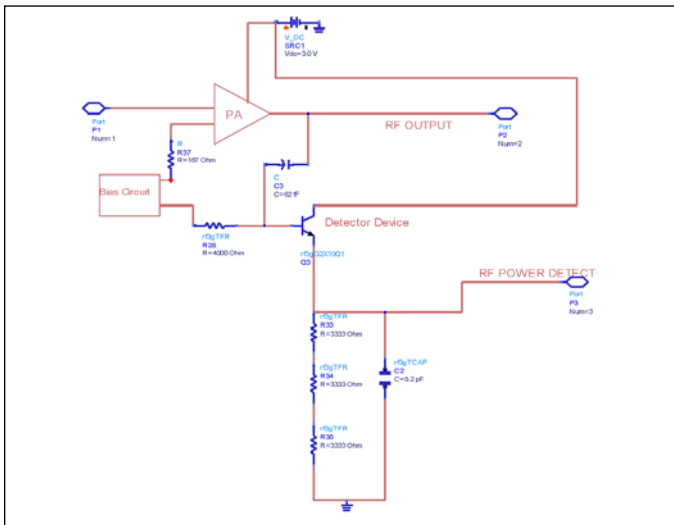 V_DC
SRC1
Vdc=3.0 V
PA
Port
P1
Num=1
RF OUTPUT
Port
P2
Num=2
R
R37
R=167 Ohm
C
C3
C=62 fF
Bias Circuit
rf3gTFR
R28
R=4000 Ohm
Detector Device
Q3
RF POWER DETECT
Port
P3
Num=3
rf3gTFR
R33
R=3333 Ohm
rf3gTCAP
C2
C=5.2 pF
rf3gTFR
R34
R=3333 Ohm
rf3gTFR
R=3333 Ohm